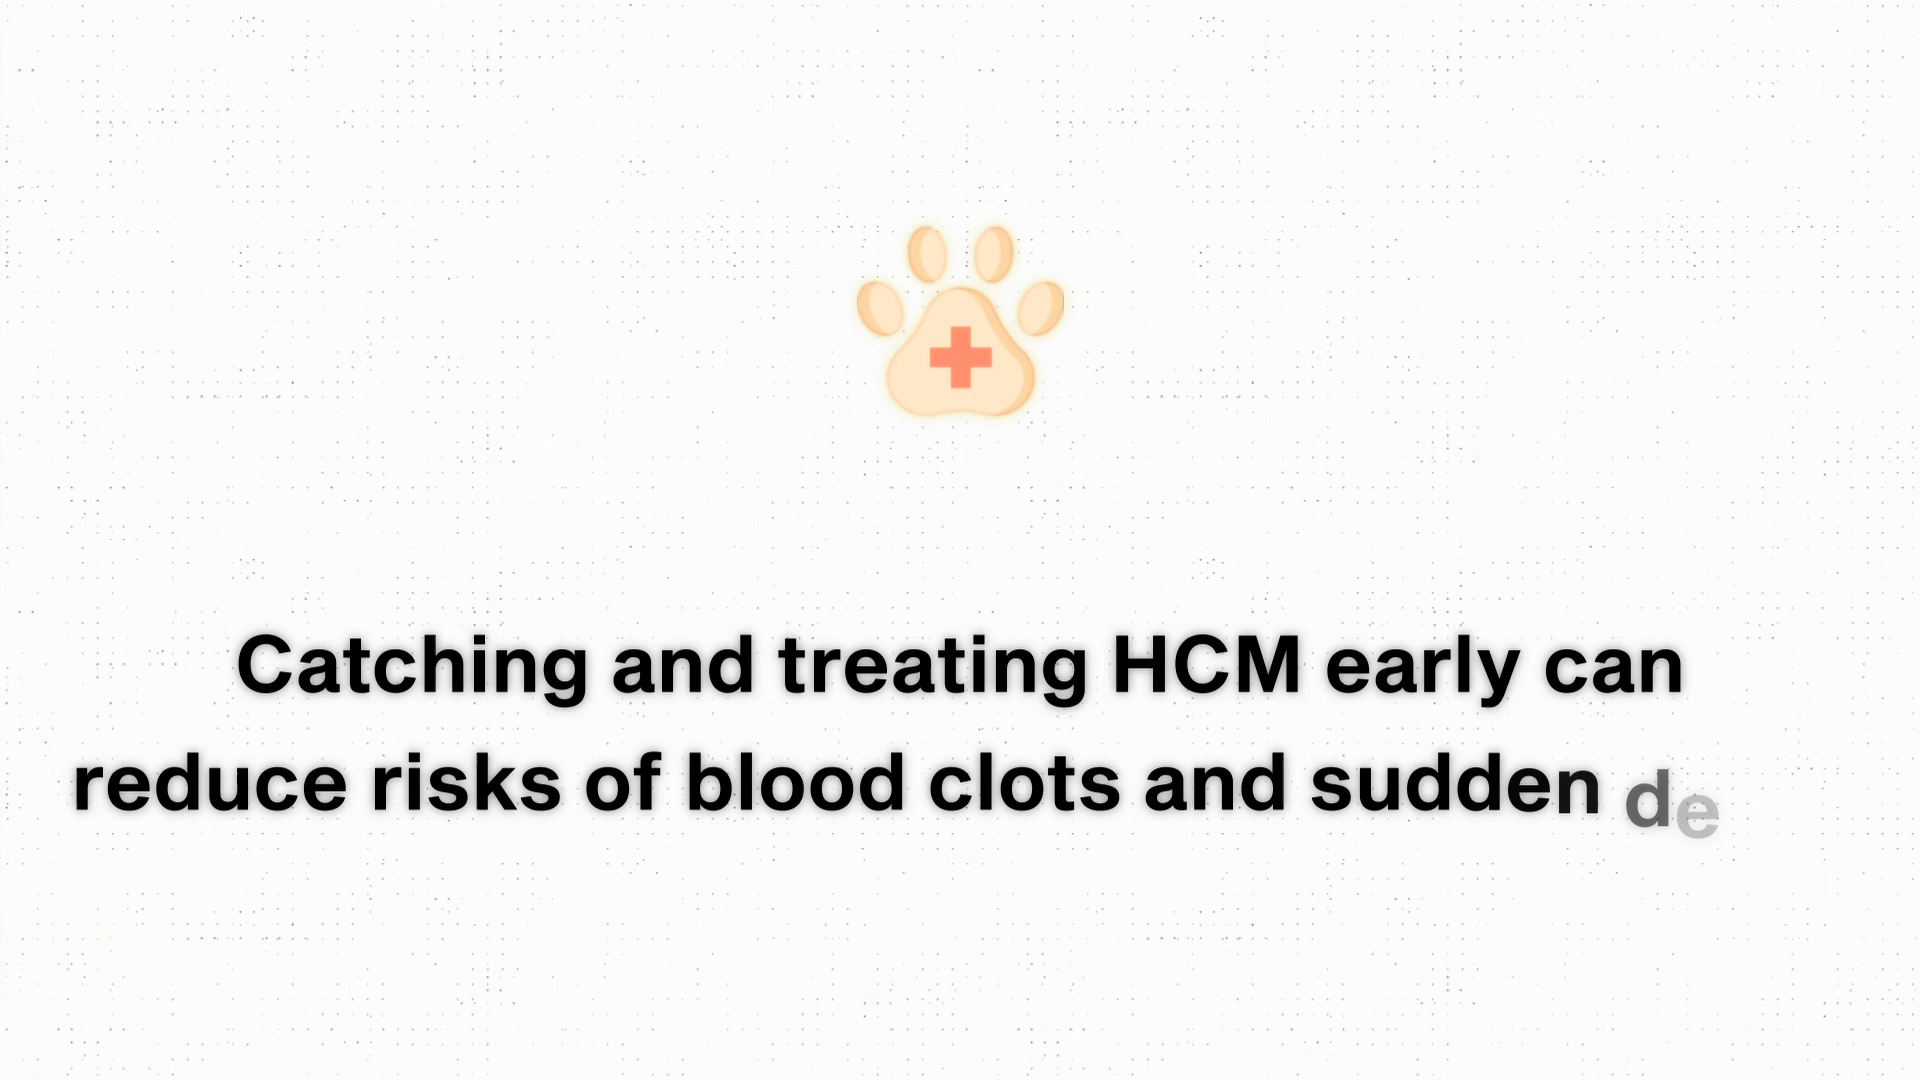 Catching and treating HCM early can
reduce risks of blood clots and sudden de